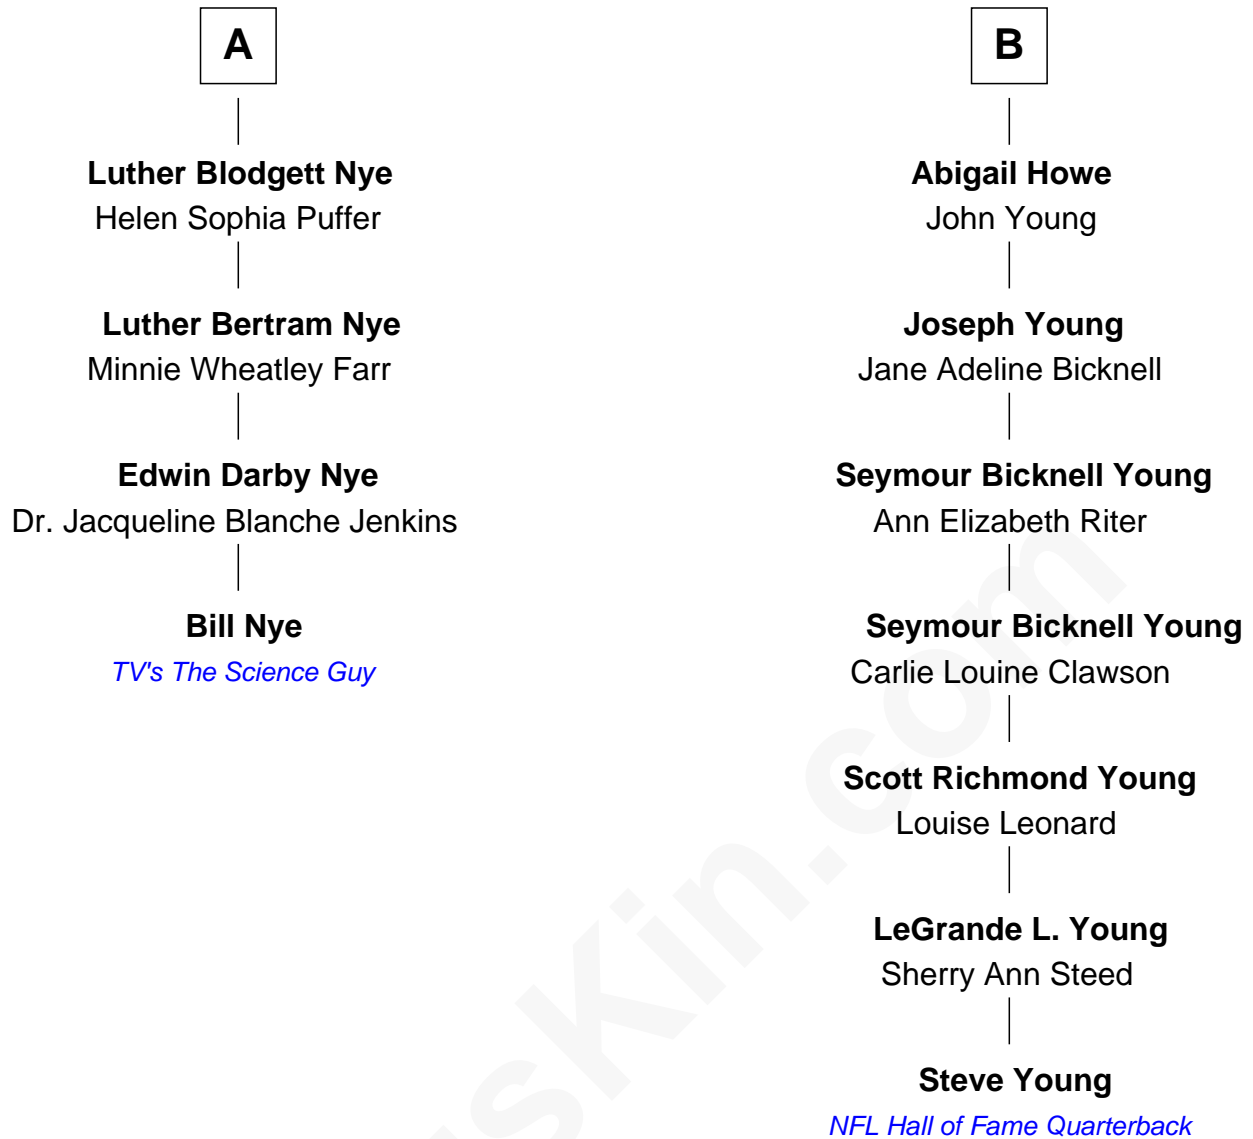 A
Luther Blodgett Nye
Helen Sophia Puffer
Luther Bertram Nye
Minnie Wheatley Farr
Edwin Darby Nye
Dr. Jacqueline Blanche Jenkins
Bill Nye
TV's The Science Guy
B
Abigail Howe
John Young
Joseph Young
Jane Adeline Bicknell
Seymour Bicknell Young
Ann Elizabeth Riter
Seymour Bicknell Young
Carlie Louine Clawson
Scott Richmond Young
Louise Leonard
LeGrande L. Young
Sherry Ann Steed
Steve Young
NFL Hall of Fame Quarterback